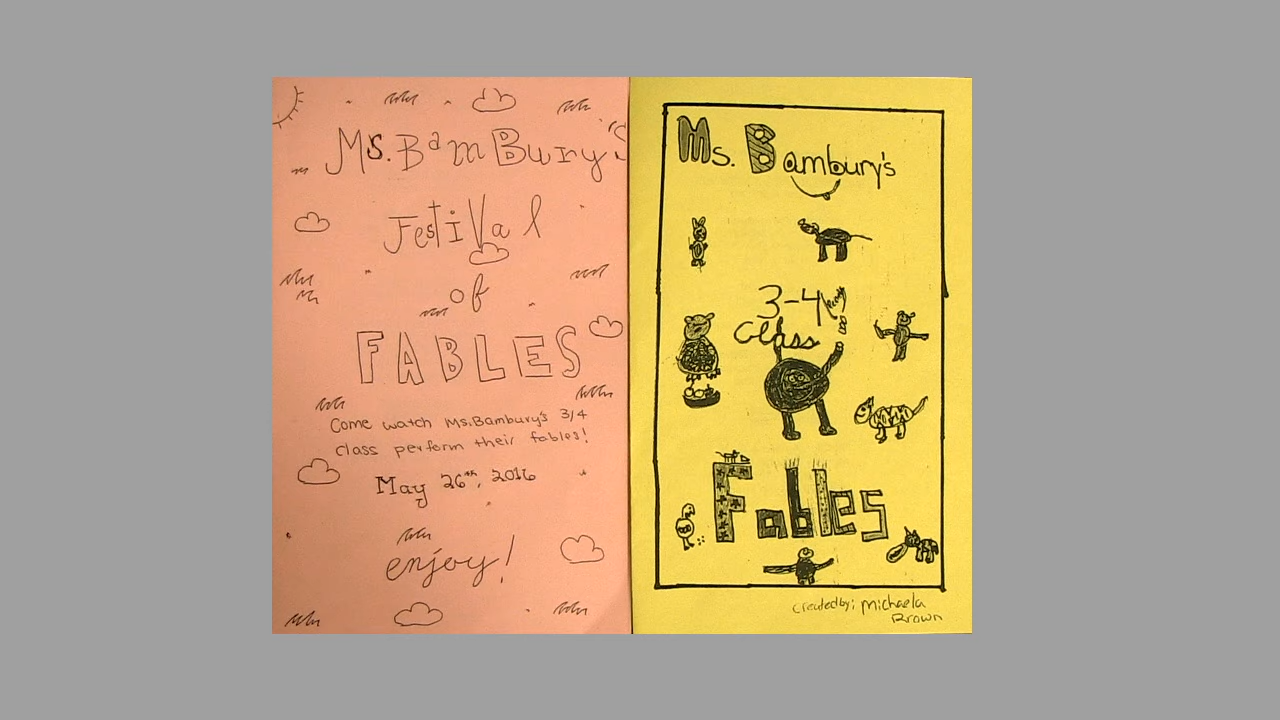 Ms. BamBury's
Festival
of
FABLES
Come watch Ms. Bambury's 3/4
class perform their fables!
May 26th, 2016
enjoy!
Ms. Bambury's
3-4
Class
Fables
created by: Michaela
Brown